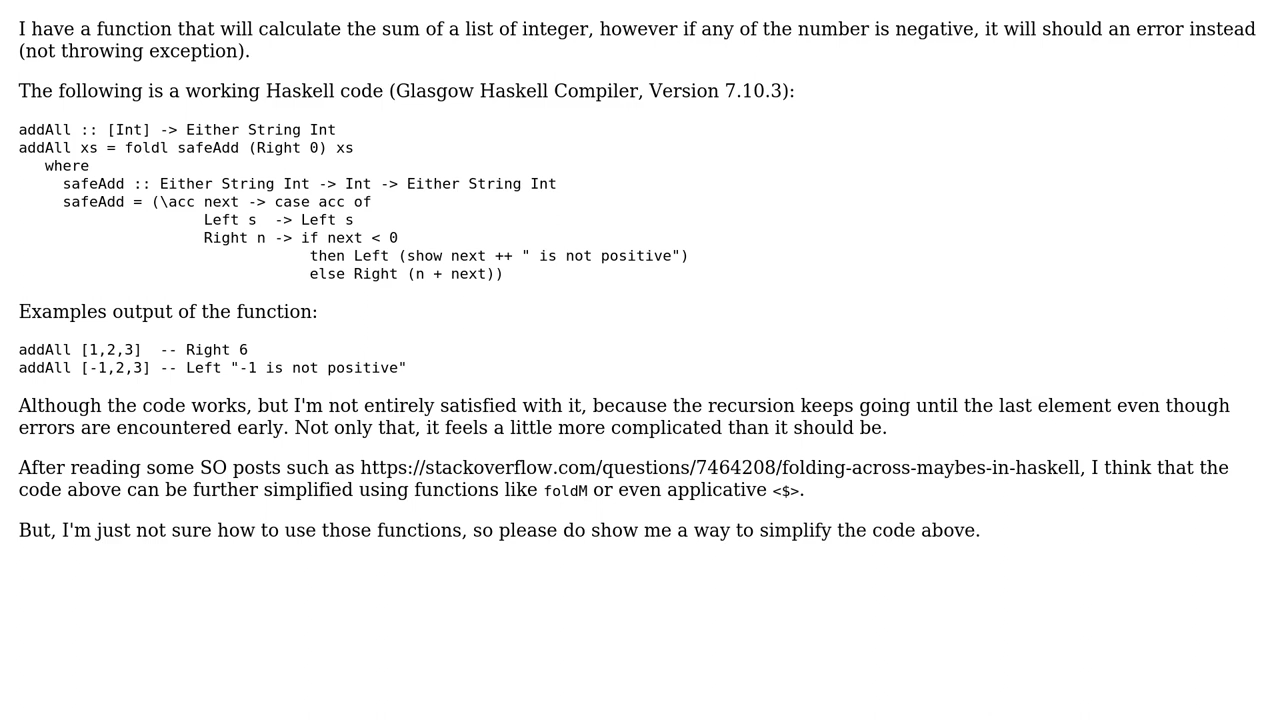 I have a function that will calculate the sum of a list of integer, however if any of the number is negative, it will should an error instead
(not throwing exception).
The following is a working Haskell code (Glasgow Haskell Compiler, Version 7.10.3):
addAll :: [Int] -> Either String Int
addAll xs = foldl safeAdd (Right 0) xs
   where
     safeAdd :: Either String Int -> Int -> Either String Int
     safeAdd = (\acc next -> case acc of
                     Left s  -> Left s
                     Right n -> if next < 0
                                 then Left (show next ++ " is not positive")
                                 else Right (n + next))
Examples output of the function:
addAll [1,2,3]  -- Right 6
addAll [-1,2,3] -- Left "-1 is not positive"
Although the code works, but I'm not entirely satisfied with it, because the recursion keeps going until the last element even though
errors are encountered early. Not only that, it feels a little more complicated than it should be.
After reading some SO posts such as https://stackoverflow.com/questions/7464208/folding-across-maybes-in-haskell, I think that the
code above can be further simplified using functions like foldM or even applicative <$>.
But, I'm just not sure how to use those functions, so please do show me a way to simplify the code above.